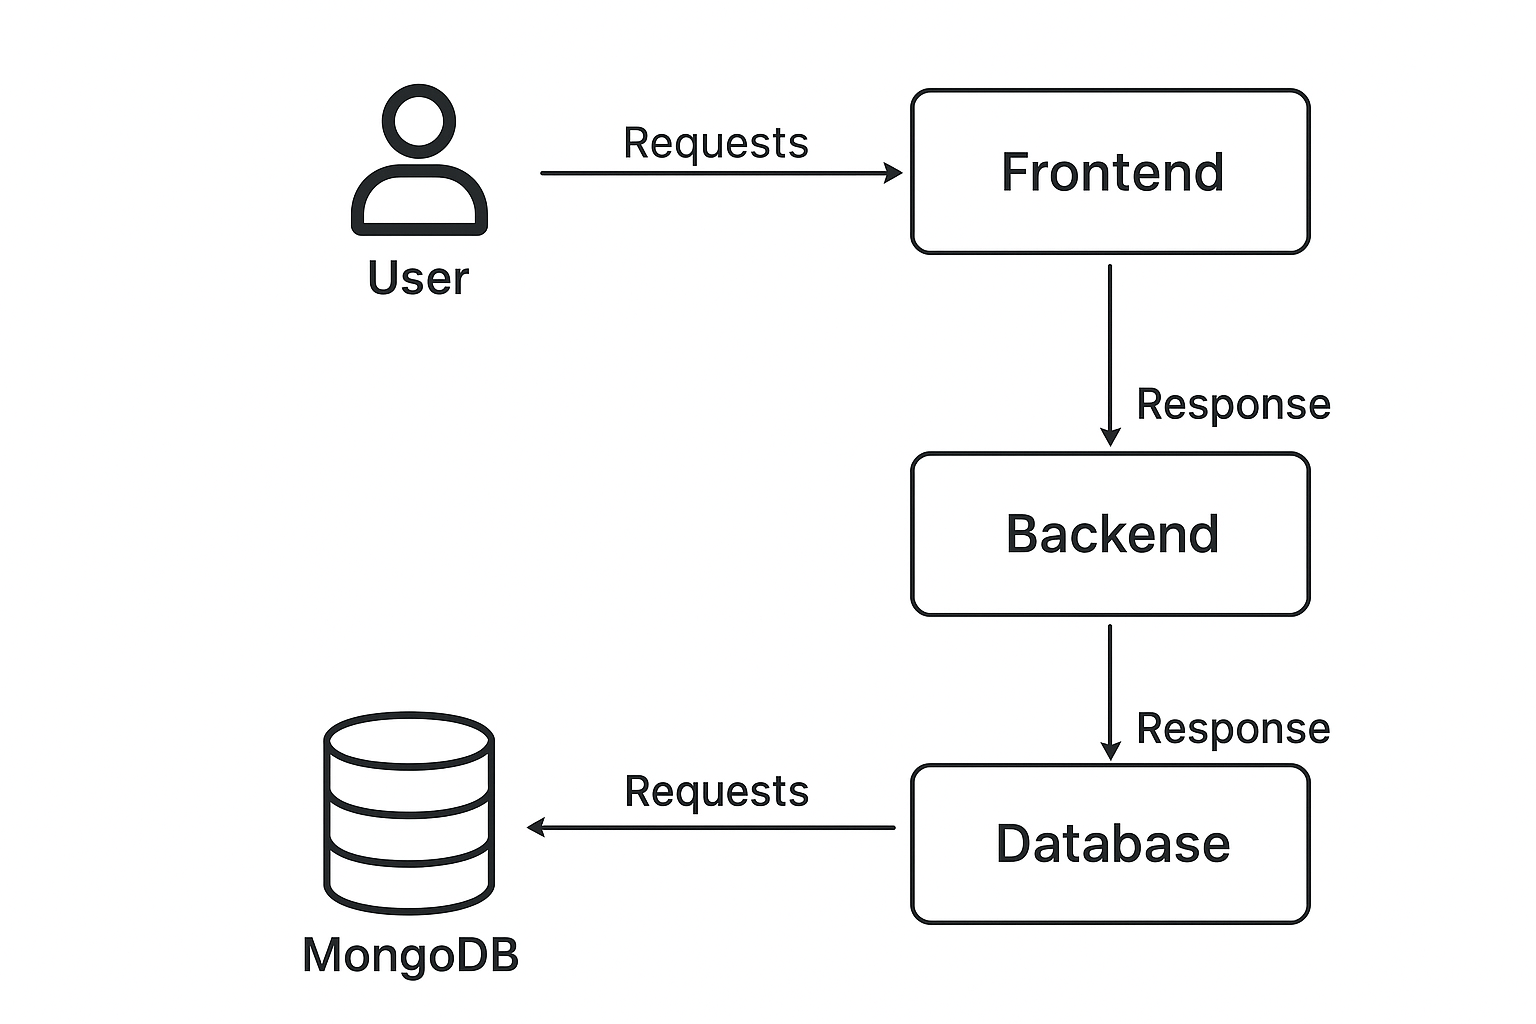 Requests
Frontend
User
Response
Backend
Response
Requests
Database
MongoDB